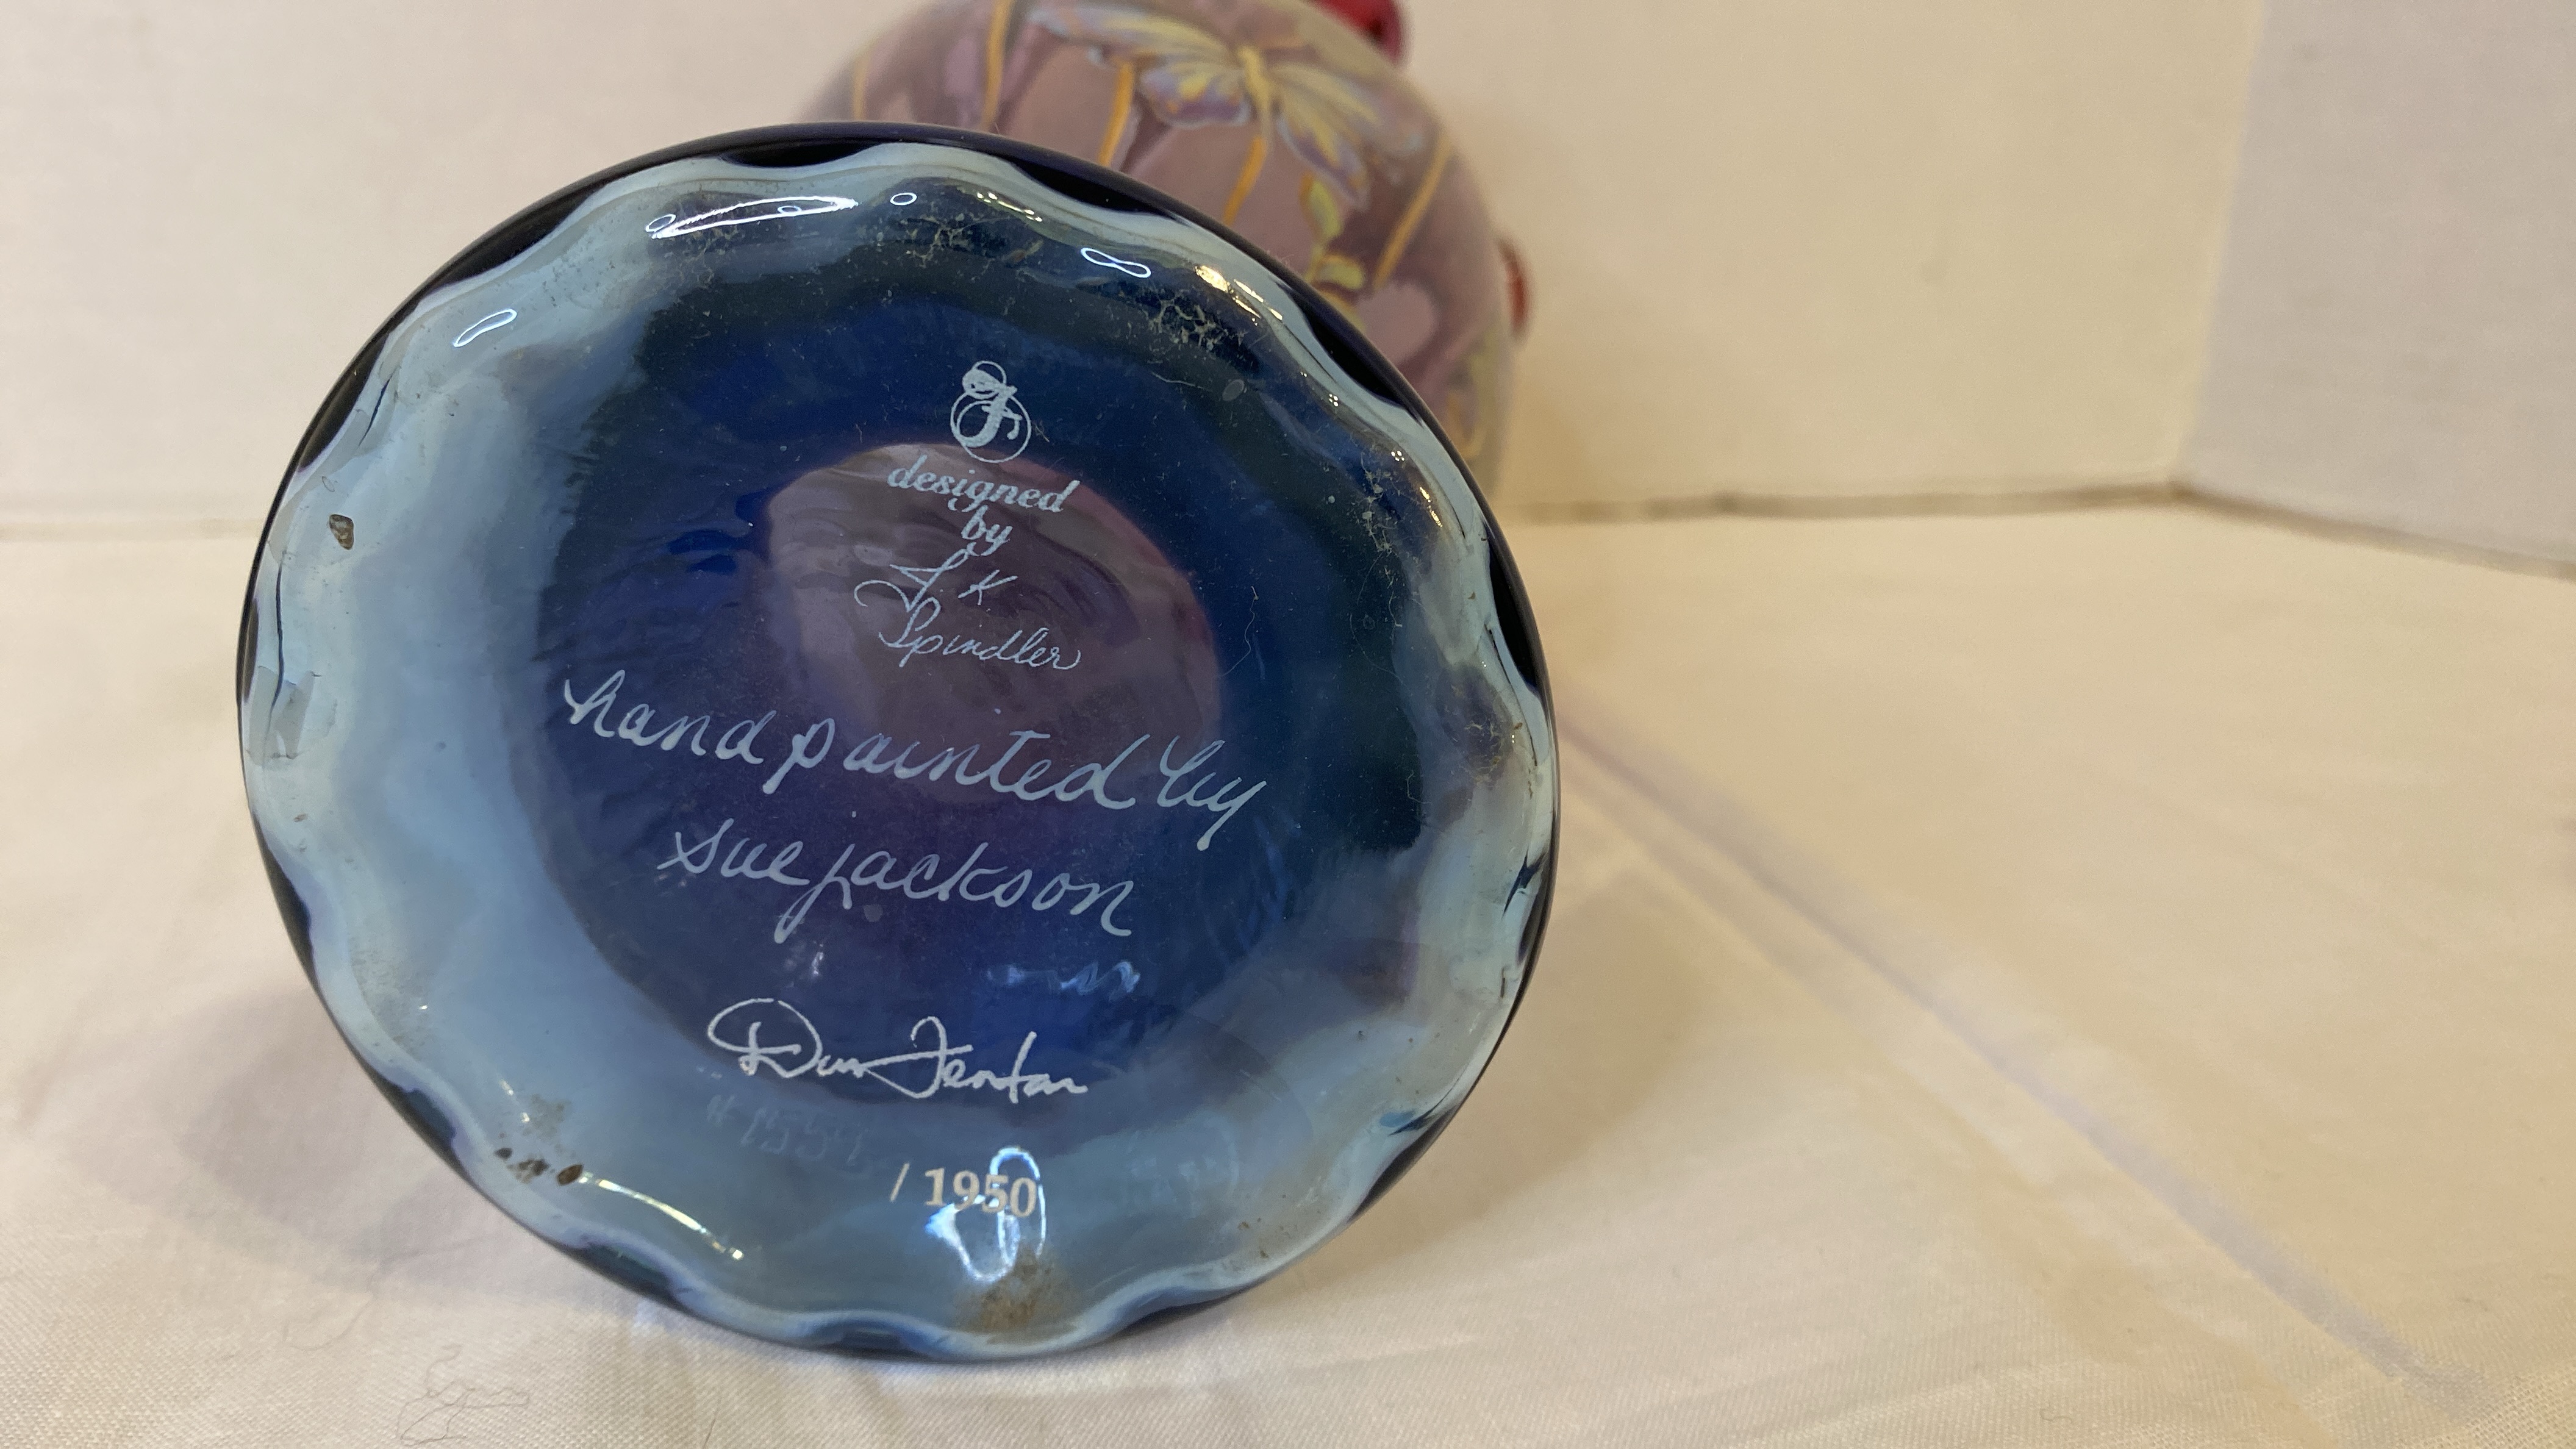 F
designed
by
J K
Spindler
hand painted by
sue jackson
Don Fenton
/ 1950